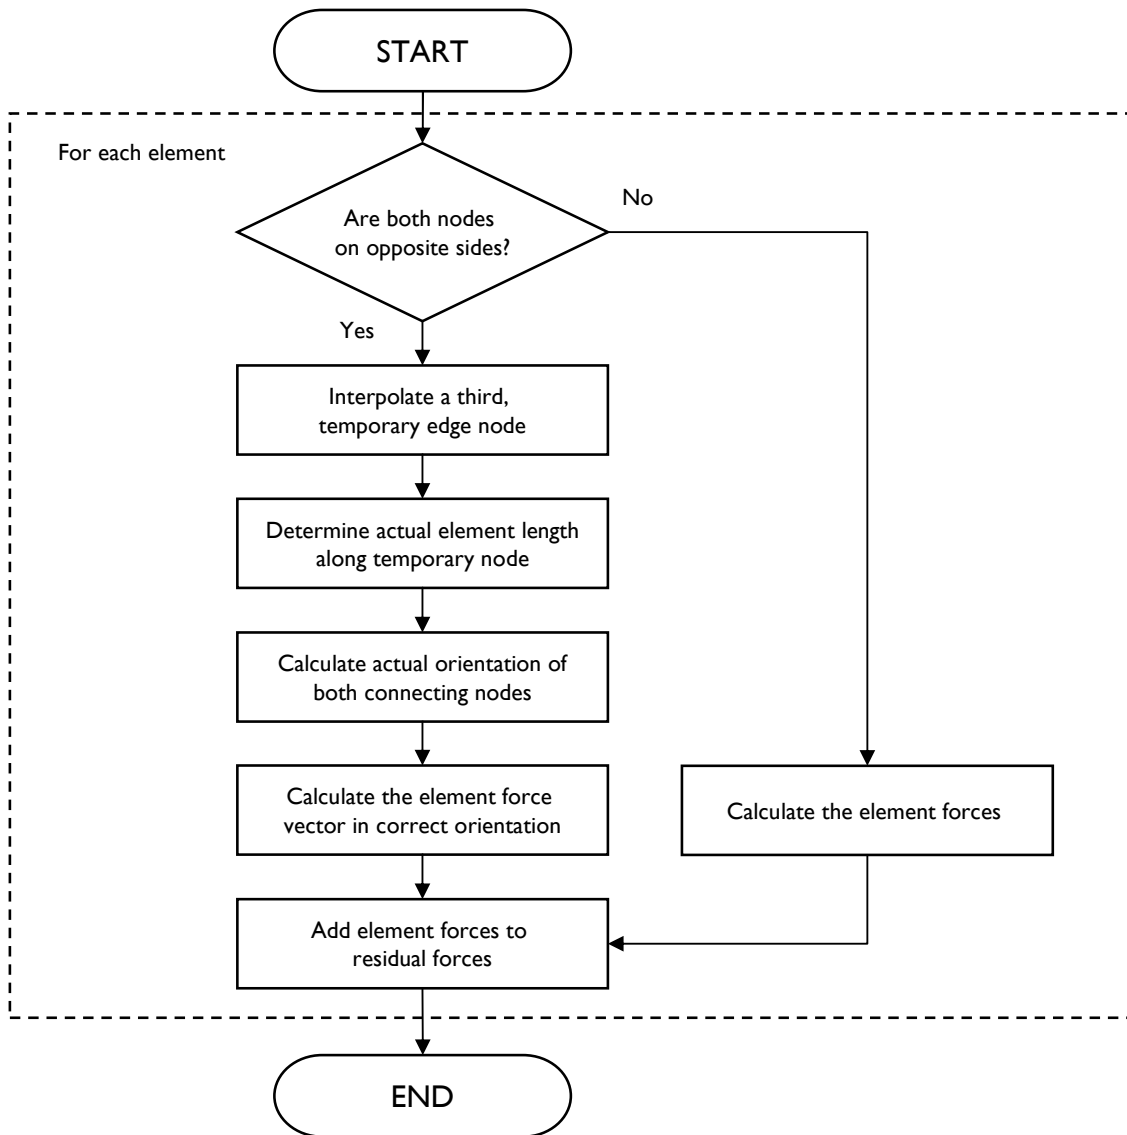 START
For each element
No
Are both nodes
on opposite sides?
Yes
Interpolate a third,
temporary edge node
Determine actual element length
along temporary node
Calculate actual orientation of
both connecting nodes
Calculate the element force
vector in correct orientation
Calculate the element forces
Add element forces to
residual forces
END